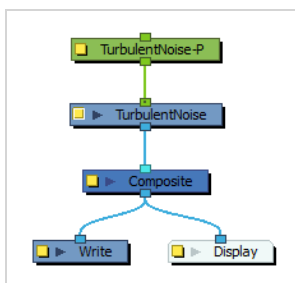 TurbulentNoise-P
TurbulentNoise
Composite
Write
Display